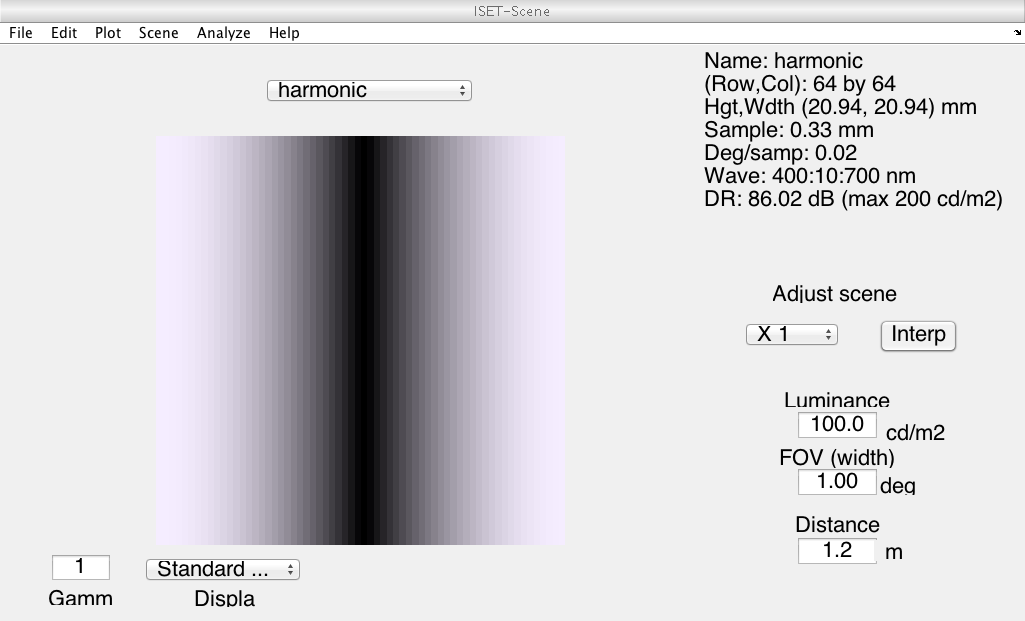 ISET-Scene
File Edit Plot Scene Analyze Help
harmonic
Name: harmonic
(Row,Col): 64 by 64
Hgt,Wdth (20.94, 20.94) mm
Sample: 0.33 mm
Deg/samp: 0.02
Wave: 400:10:700 nm
DR: 86.02 dB (max 200 cd/m2)
Adjust scene
X 1 Interp
Luminance
100.0 cd/m2
FOV (width)
1.00 deg
Distance
1.2 m
1 Standard ...
Gamm Displa